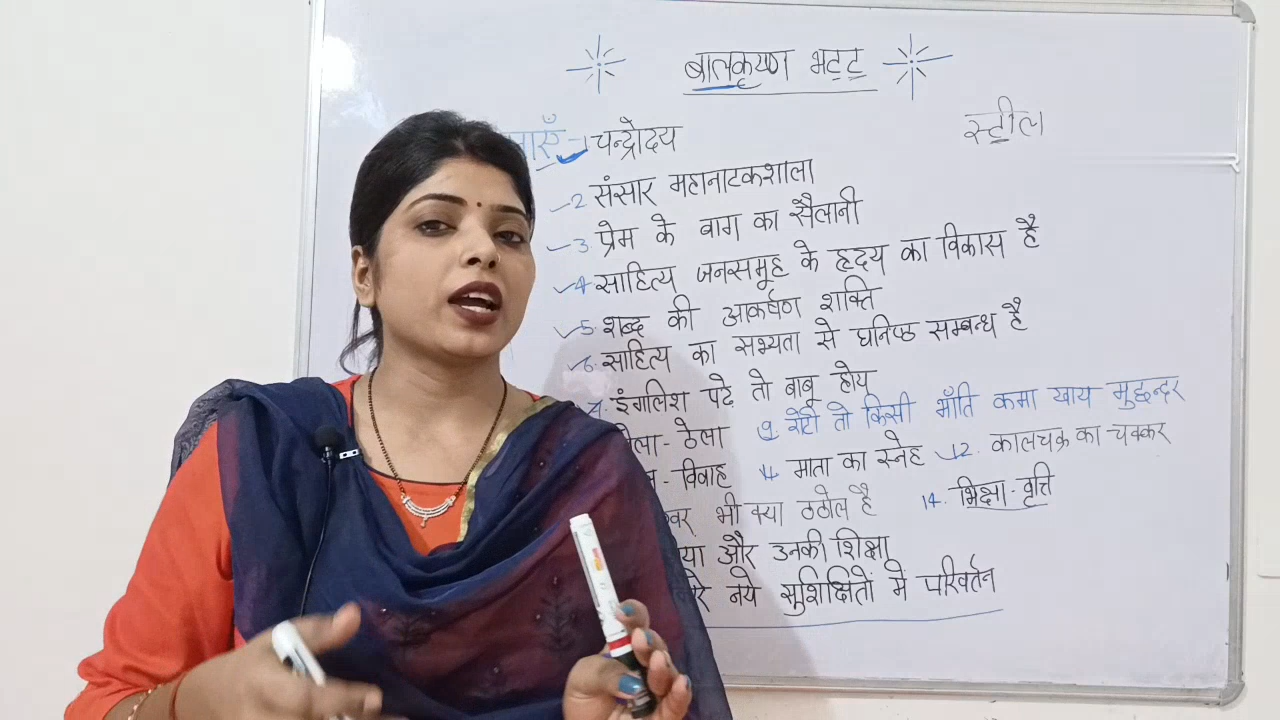 बालकृष्ण भट्ट
स्टील
चन्द्रोदय
2 संसार महानाटकशाला
3 प्रेम के बाग का सैलानी
4 साहित्य जनसमूह के हृदय का विकास है
5. शब्द की आकर्षण शक्ति
6. साहित्य का सभ्यता से घनिष्ठ सम्बन्ध है
इंगलिश पढे तो बाबू होय
ठेला 9. रोटी तो किसी भाँति कमा खाय मुछन्दर
- विवाह माता का स्नेह 12. कालचक्र का चक्कर
भी क्या ठठोल है 14. भिक्षा-वृत्ति
और उनकी शिक्षा
नये सुशिक्षितो मे परिवर्तन